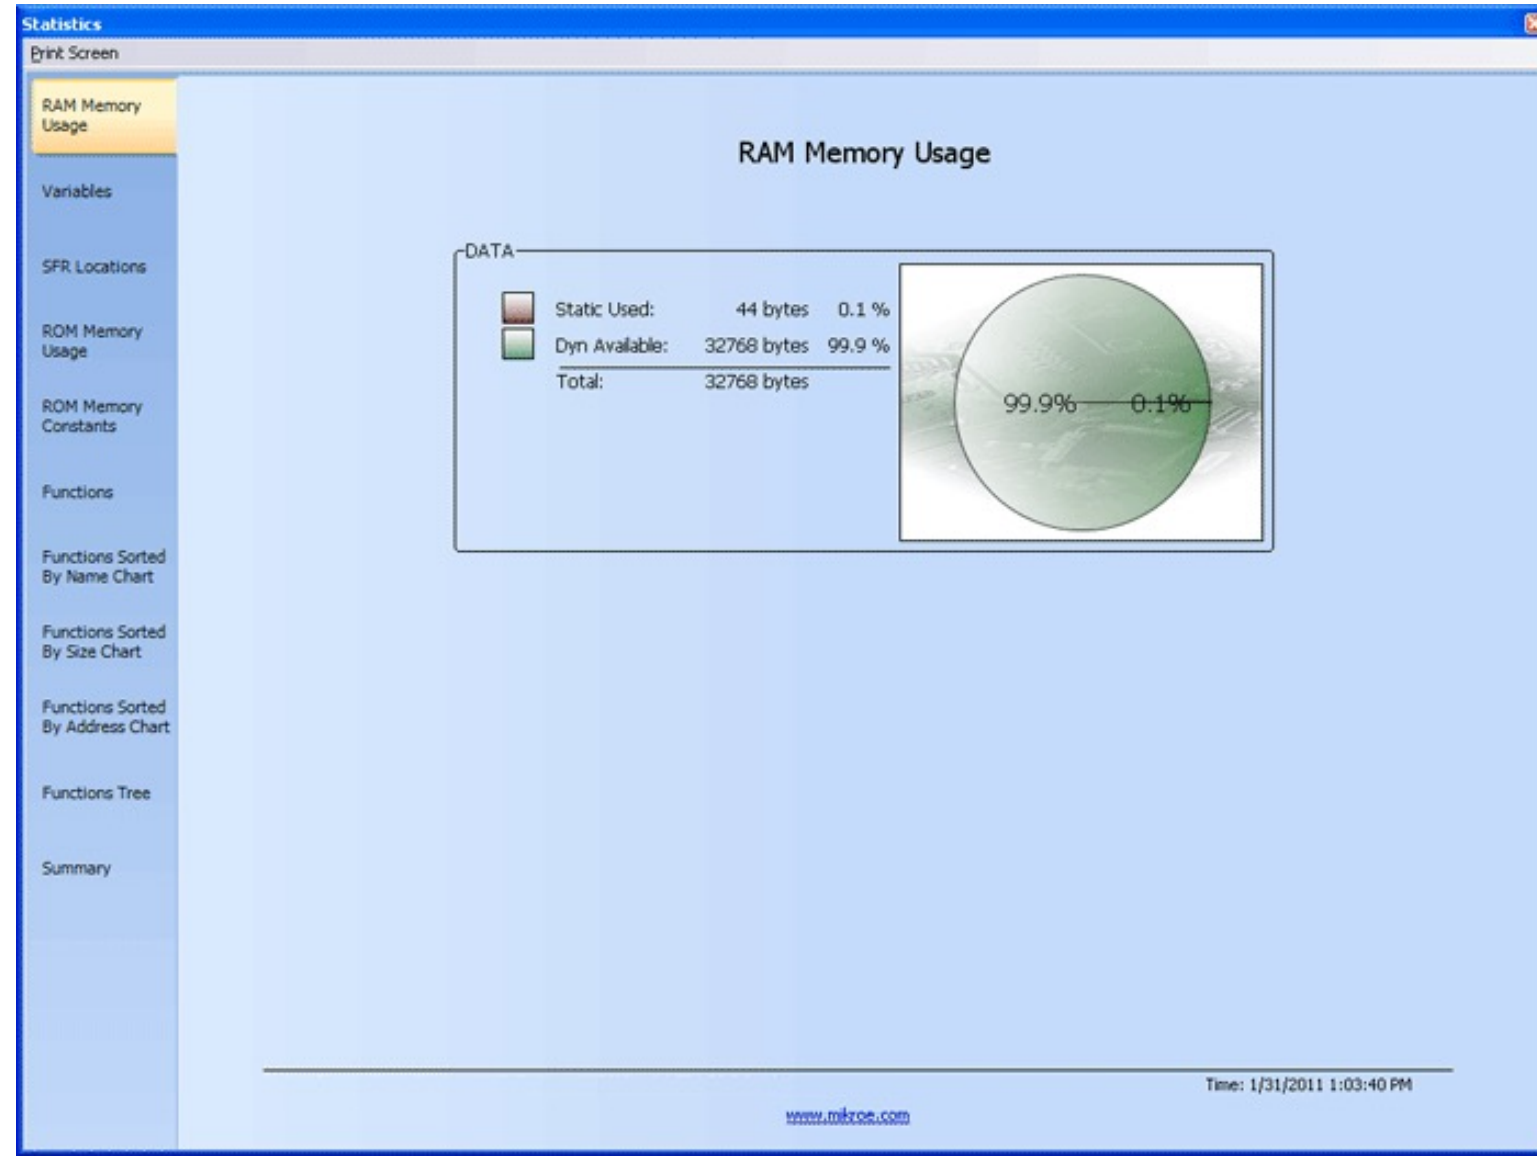 Statistics
Print Screen
RAM Memory
Usage
Variables
SFR Locations
ROM Memory
Usage
ROM Memory
Constants
Functions
Functions Sorted
By Name Chart
Functions Sorted
By Size Chart
Functions Sorted
By Address Chart
Functions Tree
Summary
RAM Memory Usage
DATA
Static Used: 44 bytes 0.1 %
Dyn Available: 32768 bytes 99.9 %
Total: 32768 bytes
99.9% 0.1%
Time: 1/31/2011 1:03:40 PM
www.mikroe.com